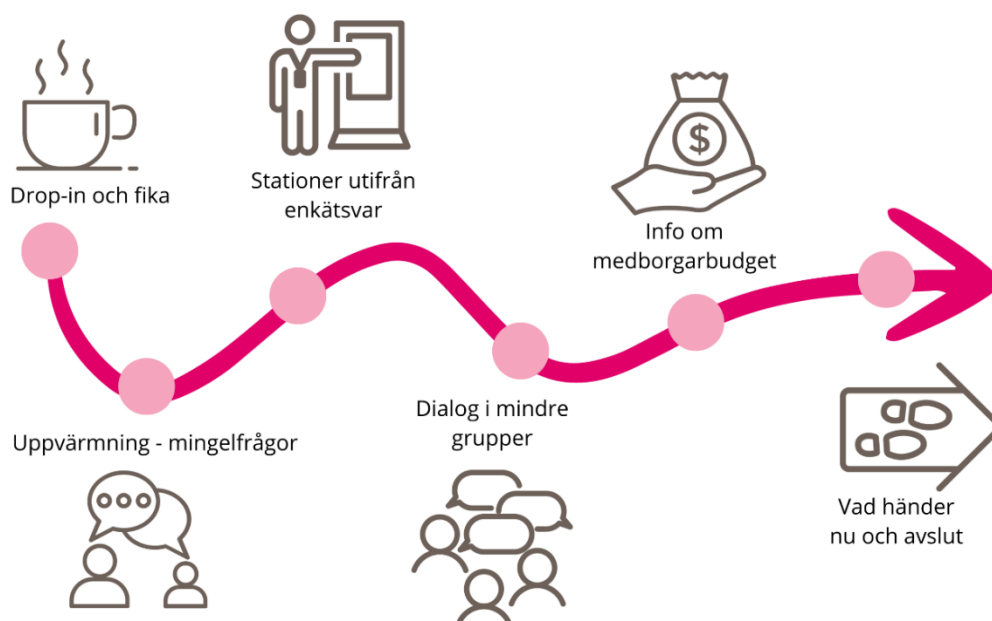 Drop-in och fika
Uppvärmning - mingelfrågor
Stationer utifrån
enkätsvar
Dialog i mindre
grupper
$
Info om
medborgarbudget
Vad händer
nu och avslut